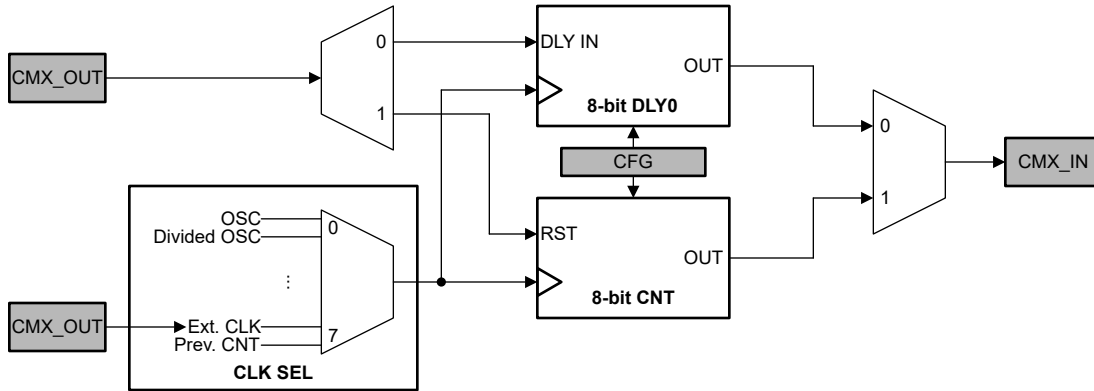 CMX_OUT
0
1
DLY IN
OUT
8-bit DLY0
CFG
0
1
CMX_IN
RST
OUT
8-bit CNT
CMX_OUT
OSC
Divided OSC
0
⋮
Ext. CLK
Prev. CNT
7
CLK SEL